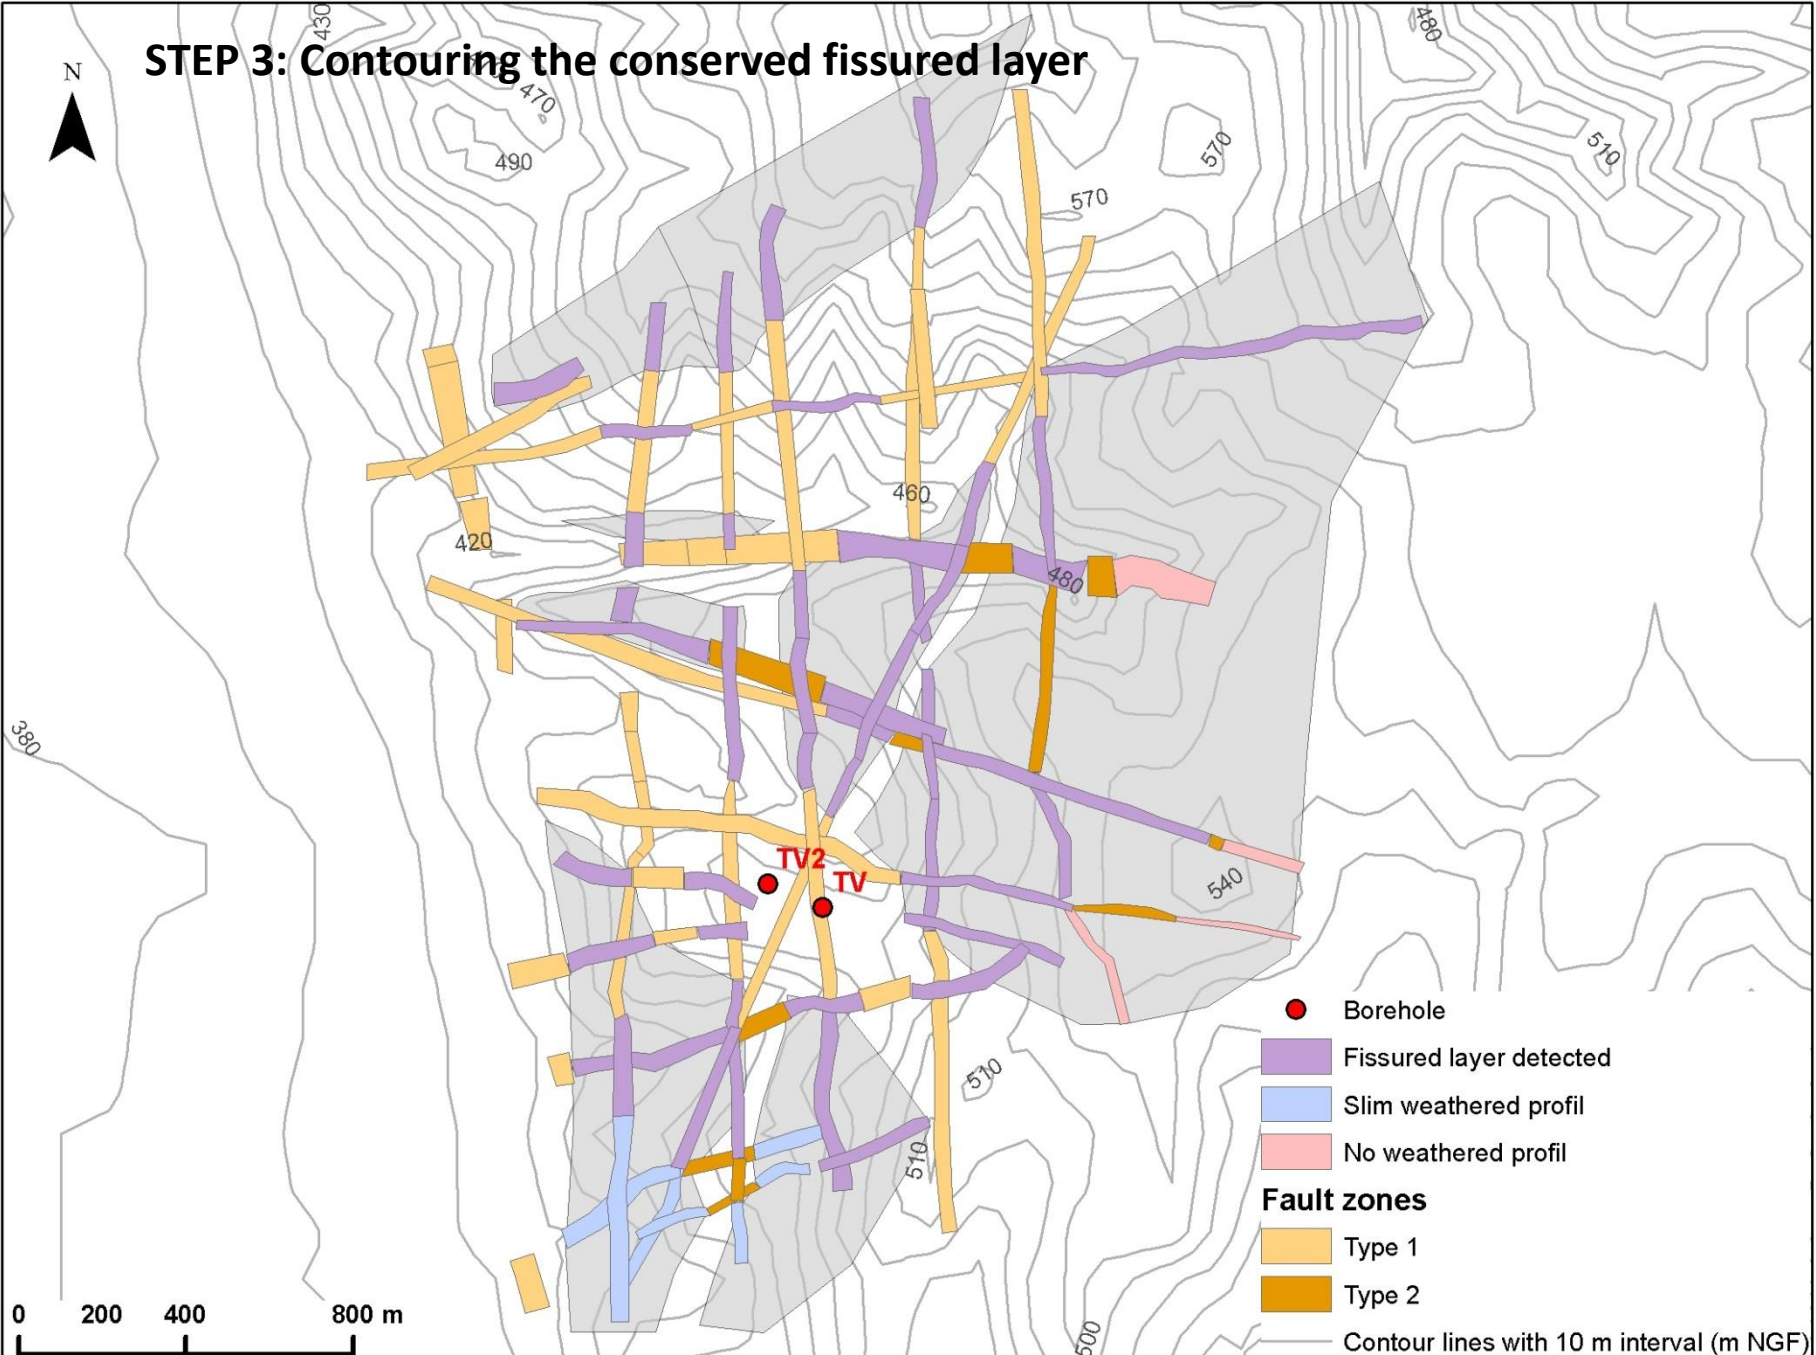 STEP 3: Contouring the conserved fissured layer
N
430
470
490
480
510
570
570
460
420
480
380
TV2
TV
540
510
510
500
Borehole
Fissured layer detected
Slim weathered profil
No weathered profil
Fault zones
Type 1
Type 2
Contour lines with 10 m interval (m NGF)
0 200 400 800 m